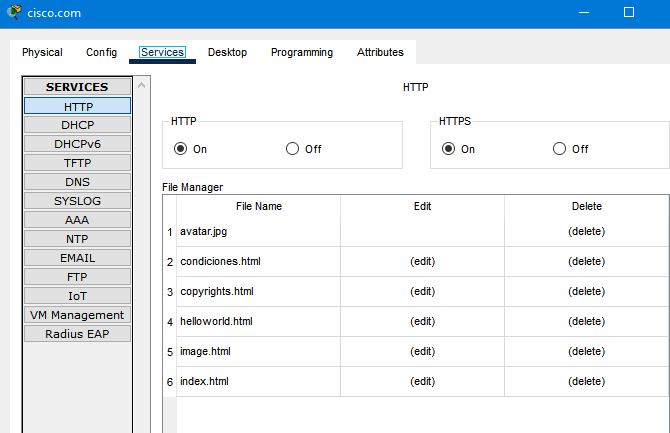 cisco.com
Physical Config Services Desktop Programming Attributes
SERVICES
HTTP
DHCP
DHCPv6
TFTP
DNS
SYSLOG
AAA
NTP
EMAIL
FTP
IoT
VM Management
Radius EAP
HTTP
HTTP
On Off
HTTPS
On Off
File Manager
File Name Edit Delete
1 avatar.jpg (delete)
2 condiciones.html (edit) (delete)
3 copyrights.html (edit) (delete)
4 helloworld.html (edit) (delete)
5 image.html (edit) (delete)
6 index.html (edit) (delete)